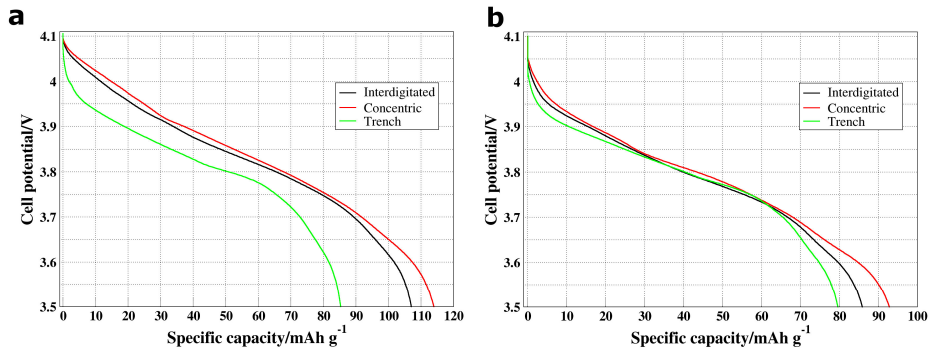 a
4.1
4
3.9
3.8
3.7
3.6
3.5
Cell potential/V
Interdigitated
Concentric
Trench
0 10 20 30 40 50 60 70 80 90 100 110 120
Specific capacity/mAh g-1
b
4.1
4
3.9
3.8
3.7
3.6
3.5
Cell potential/V
Interdigitated
Concentric
Trench
0 10 20 30 40 50 60 70 80 90 100
Specific capacity/mAh g-1